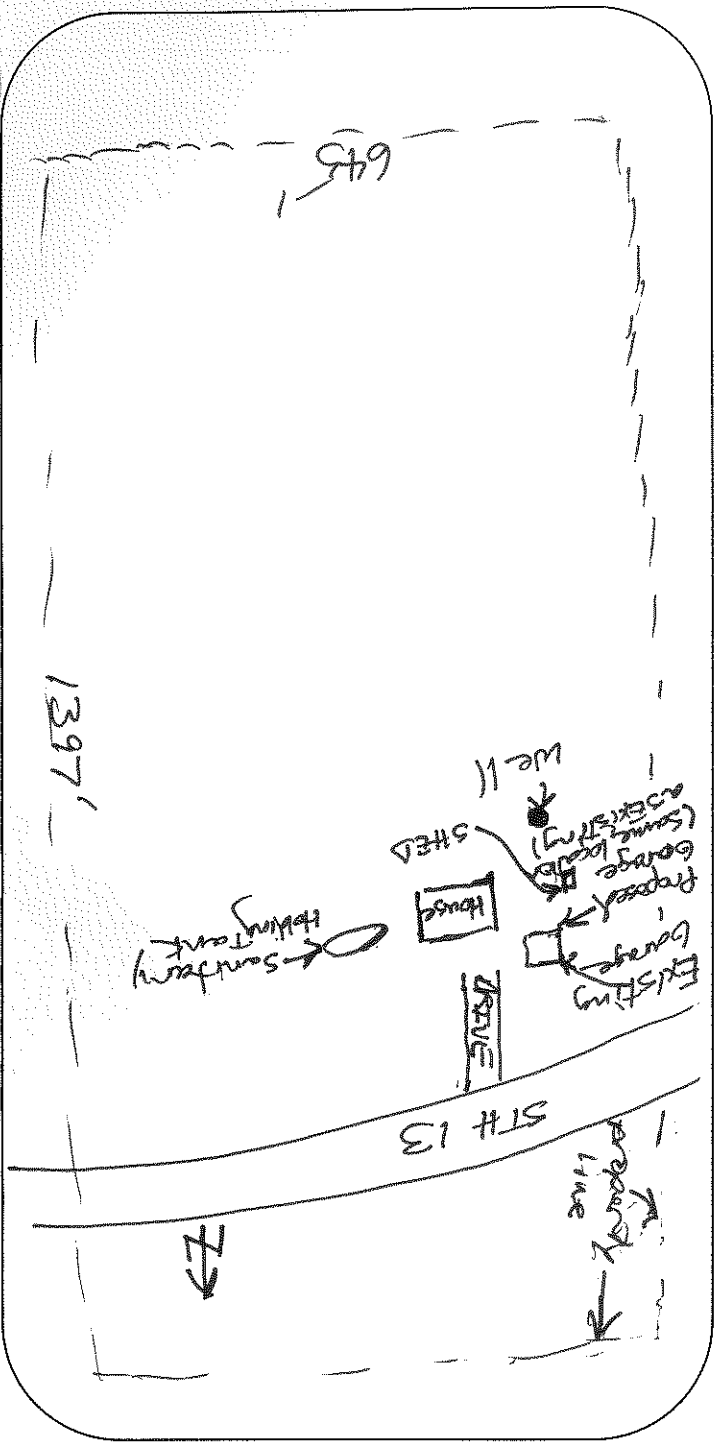 property
line
N
STH 13
DRIVE
Existing
Garage
Proposed
Garage
(same location
as Existing)
House
Sanitary
Holding
Tank
SHED
Well
1397'
645'